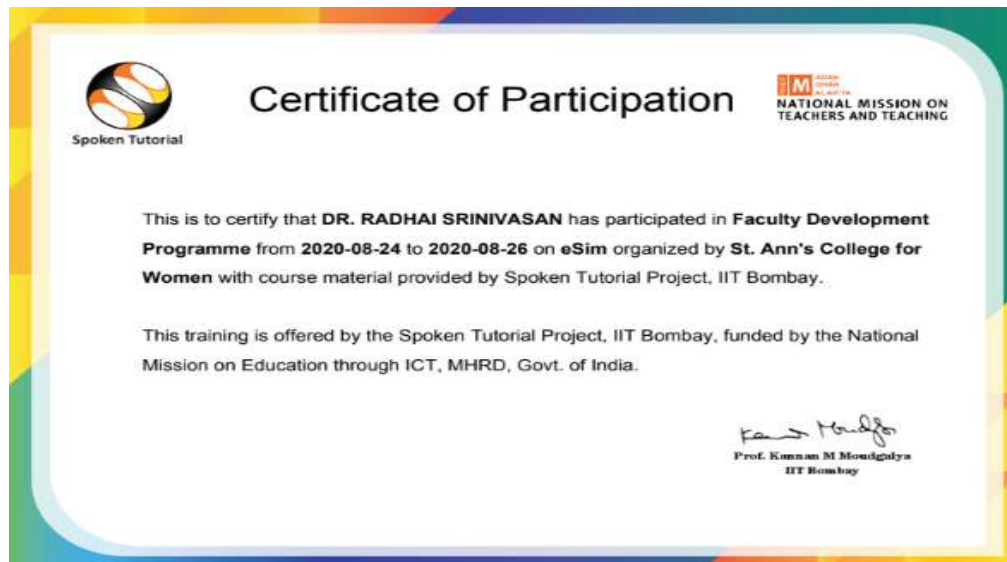 Certificate of Participation
Spoken Tutorial
M
NATIONAL MISSION ON
TEACHERS AND TEACHING
This is to certify that DR. RADHAI SRINIVASAN has participated in Faculty Development
Programme from 2020-08-24 to 2020-08-26 on eSim organized by St. Ann's College for
Women with course material provided by Spoken Tutorial Project, IIT Bombay.
This training is offered by the Spoken Tutorial Project, IIT Bombay, funded by the National
Mission on Education through ICT, MHRD, Govt. of India.
Prof. Kannan M Moudgalya
IIT Bombay